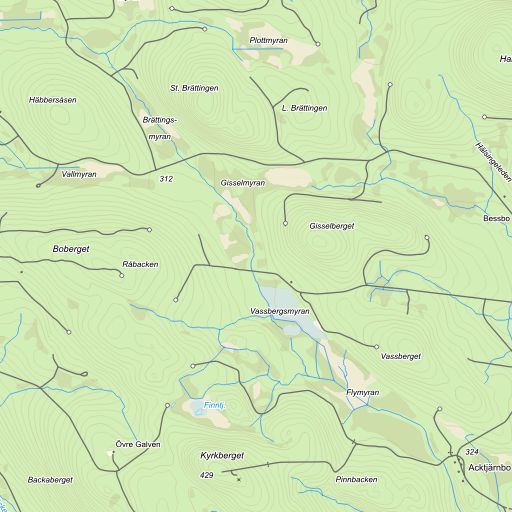 Plottmyran
Ha
St. Brättingen
Häbbersåsen
L. Brättingen
Brättings-
myran
Hälsingeleden
Vallmyran
312
Gisselmyran
Bessbo
Gisselberget
Boberget
Råbacken
Vassbergsmyran
Vassberget
Flymyran
Finntj.
Övre Galven
Kyrkberget
324
Acktjärnbo
429
Backaberget
Pinnbacken